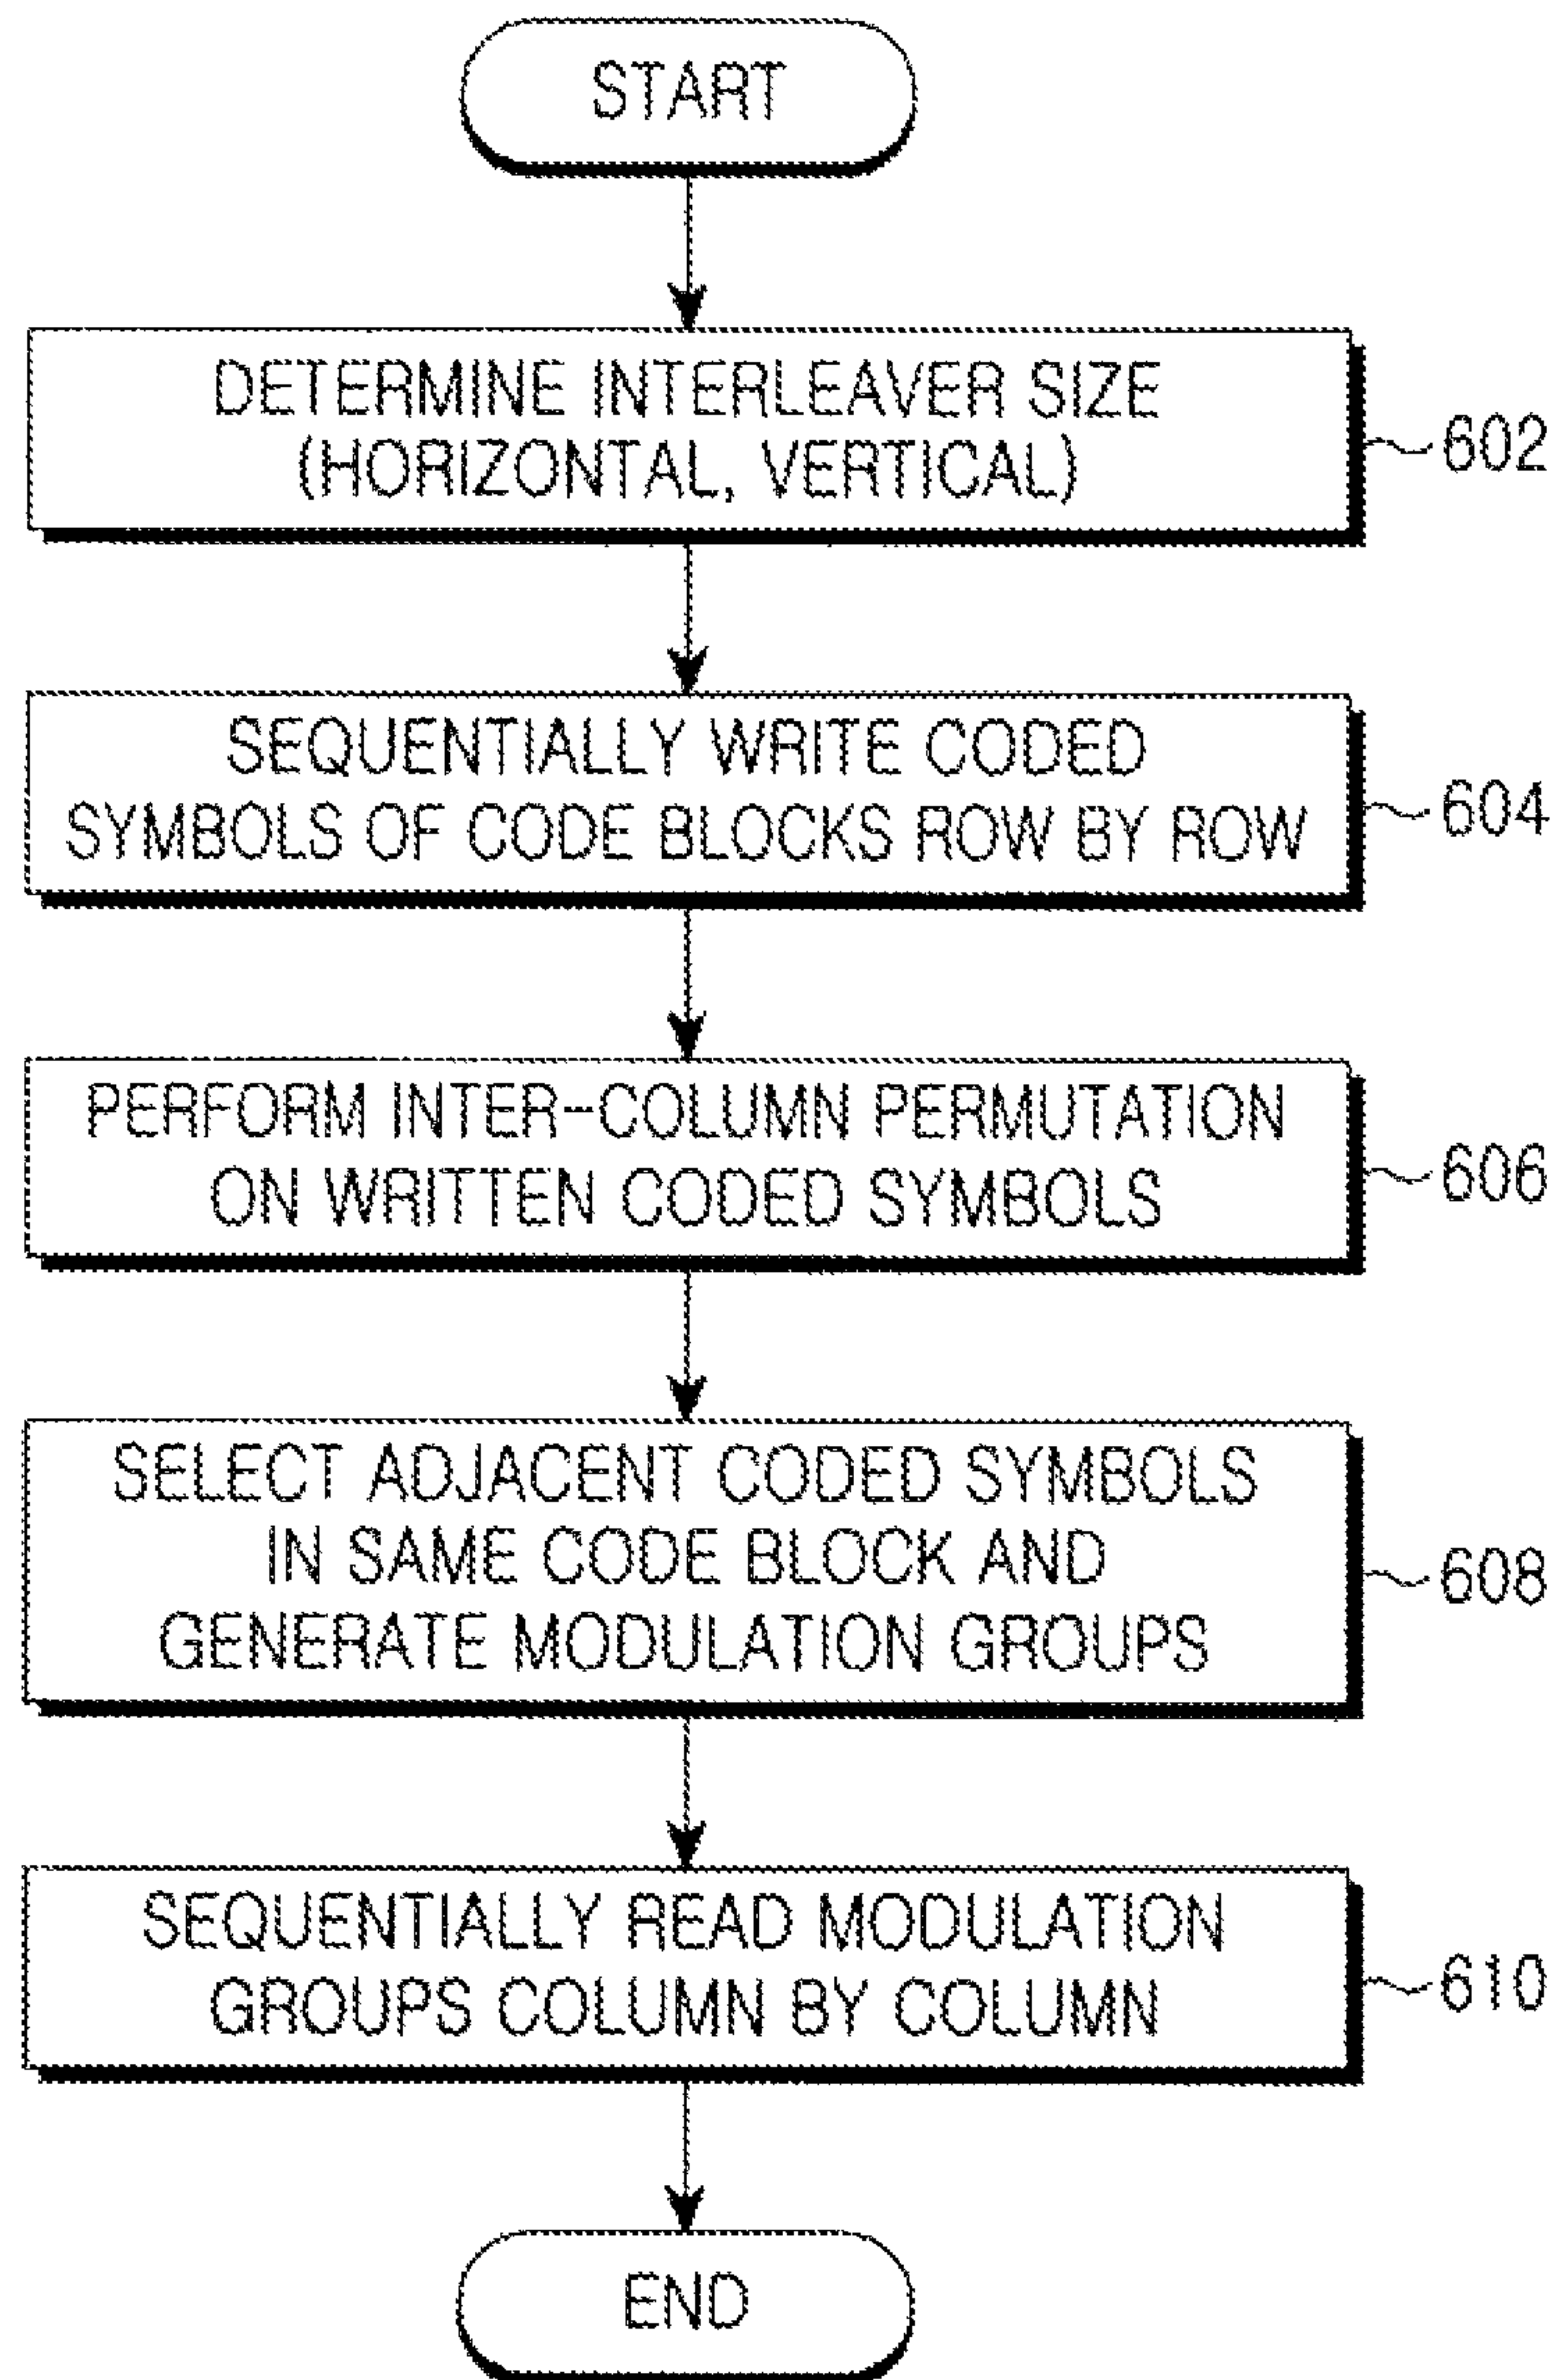 START
DETERMINE INTERLEAVER SIZE
(HORIZONTAL, VERTICAL)
602
SEQUENTIALLY WRITE CODED
SYMBOLS OF CODE BLOCKS ROW BY ROW
604
PERFORM INTER-COLUMN PERMUTATION
ON WRITTEN CODED SYMBOLS
606
SELECT ADJACENT CODED SYMBOLS
IN SAME CODE BLOCK AND
GENERATE MODULATION GROUPS
608
SEQUENTIALLY READ MODULATION
GROUPS COLUMN BY COLUMN
610
END